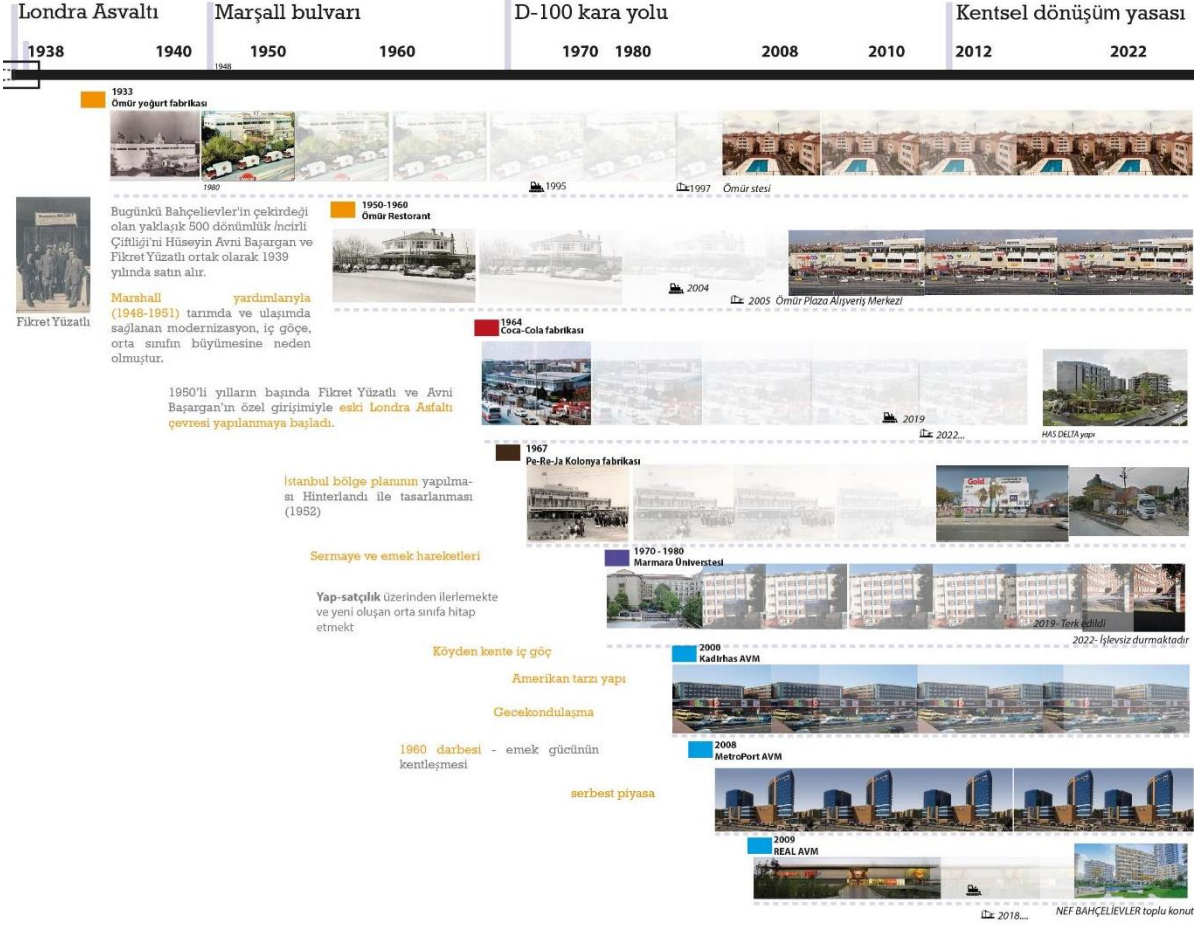 Londra Asvaltı
Marşall bulvarı
D-100 kara yolu
Kentsel dönüşüm yasası
1938
1940
1950
1960
1970
1980
2008
2010
2012
2022
1948
1933
Ömür yoğurt fabrikası
1980
1995
1997
Ömür stesi
Fikret Yüzatlı
Bugünkü Bahçelievler'in çekirdeği
olan yaklaşık 500 dönümlük İncirli
Çiftliği'ni Hüseyin Avni Başargan ve
Fikret Yüzatlı ortak olarak 1939
yılında satın alır.
Marshall yardımlarıyla
(1948-1951) tarımda ve ulaşımda
sağlanan modernizasyon, iç göçe,
orta sınıfın büyümesine neden
olmuştur.
1950-1960
Ömür Restorant
2004
2005 Ömür Plaza Alışveriş Merkezi
1964
Coca-Cola fabrikası
2019
2022...
HAS DELTA yapı
1950'li yılların başında Fikret Yüzatlı ve Avni
Başargan'ın özel girişimiyle eski Londra Asfaltı
çevresi yapılanmaya başladı.
1967
Pe-Re-Ja Kolonya fabrikası
Gold
İstanbul bölge planının yapılma-
sı Hinterlandı ile tasarlanması
(1952)
Sermaye ve emek hareketleri
1970 - 1980
Marmara Üniverstesi
2019- Terk edildi
2022- İşlevsiz durmaktadır
Yap-satçılık üzerinden ilerlemekte
ve yeni oluşan orta sınıfa hitap
etmekt
Köyden kente iç göç
2000
Kadirhas AVM
Amerikan tarzı yapı
Gecekondulaşma
1960 darbesi - emek gücünün
kentleşmesi
2008
MetroPort AVM
serbest piyasa
2009
REAL AVM
2018....
NEF BAHÇELİEVLER toplu konut